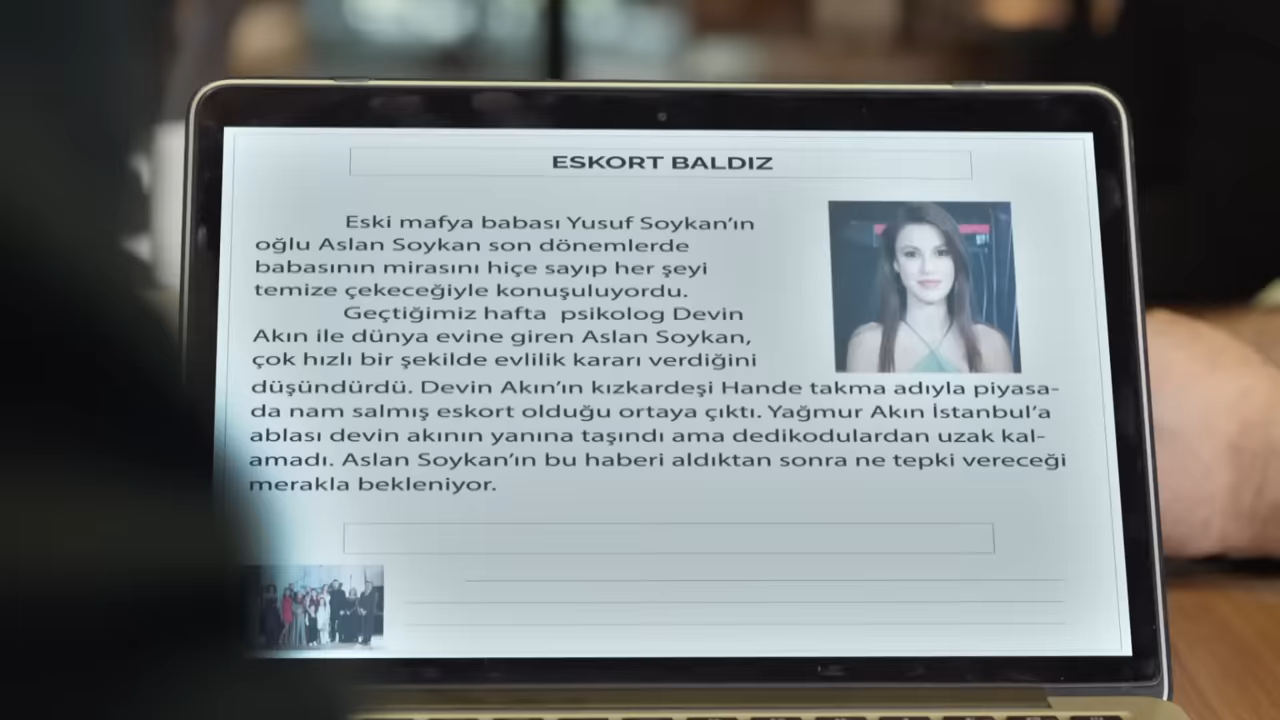 ESKORT BALDIZ
Eski mafya babası Yusuf Soykan'ın
oğlu Aslan Soykan son dönemlerde
babasının mirasını hiçe sayıp her şeyi
temize çekeceğiyle konuşuluyordu.
Geçtiğimiz hafta psikolog Devin
Akın ile dünya evine giren Aslan Soykan,
çok hızlı bir şekilde evlilik kararı verdiğini
düşündürdü. Devin Akın'ın kızkardeşi Hande takma adıyla piyasa-
da nam salmış eskort olduğu ortaya çıktı. Yağmur Akın İstanbul'a
ablası devin akının yanına taşındı ama dedikodulardan uzak kal-
amadı. Aslan Soykan'ın bu haberi aldıktan sonra ne tepki vereceği
merakla bekleniyor.